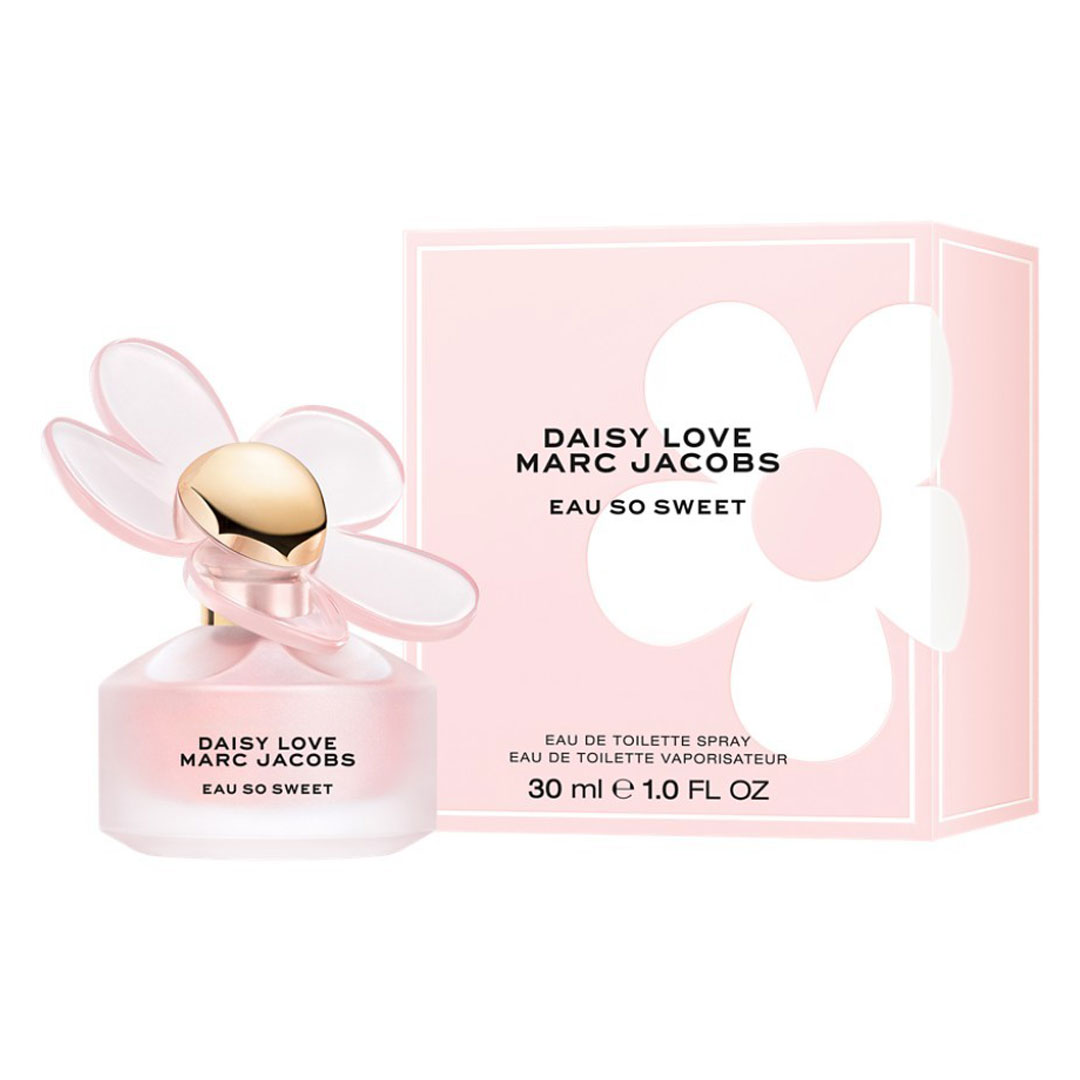 DAISY LOVE
MARC JACOBS
EAU SO SWEET
EAU DE TOILETTE SPRAY
EAU DE TOILETTE VAPORISATEUR
30 ml ℮ 1.0 FL OZ
DAISY LOVE
MARC JACOBS
EAU SO SWEET